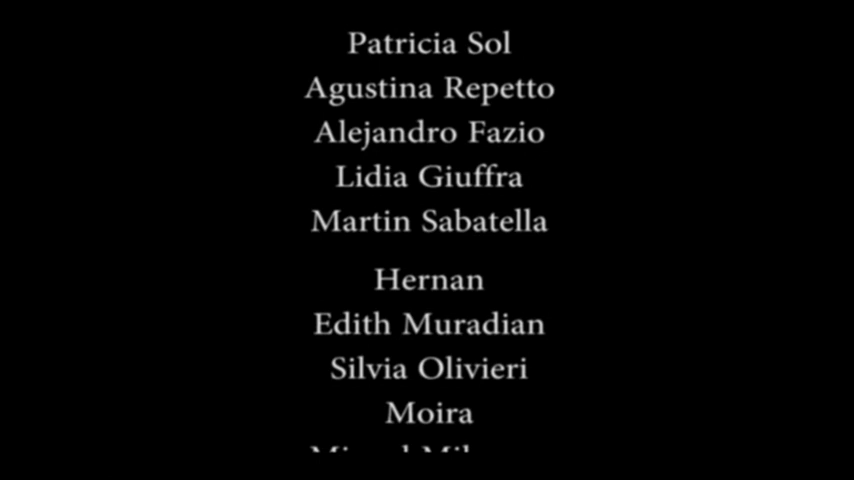 Patricia Sol
Agustina Repetto
Alejandro Fazio
Lidia Giuffra
Martin Sabatella
Hernan
Edith Muradian
Silvia Olivieri
Moira